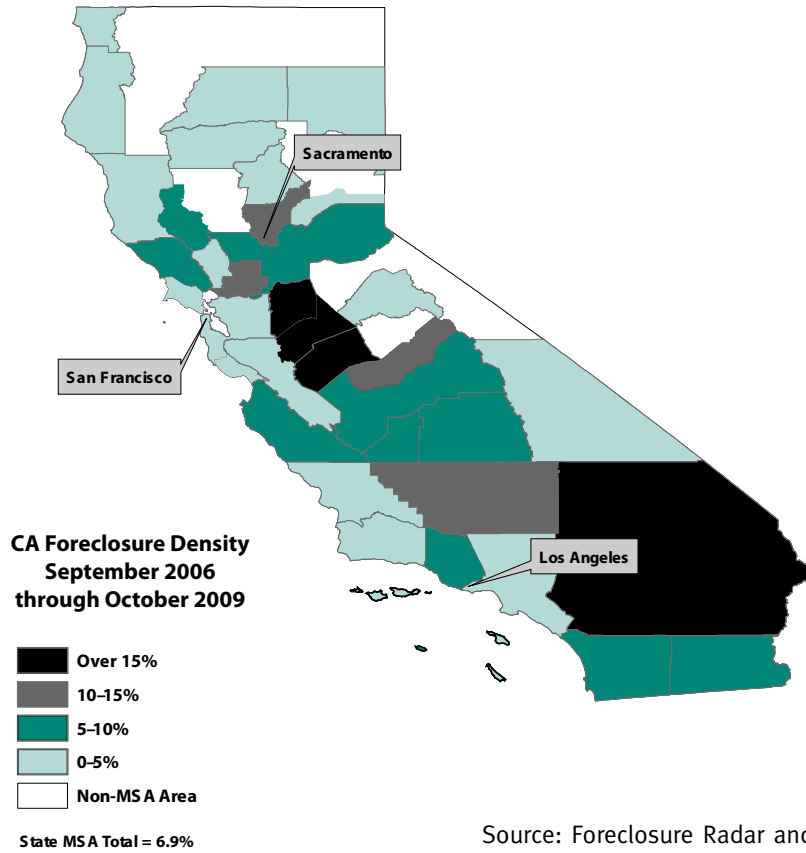 Sacramento
San Francisco
Los Angeles
CA Foreclosure Density
September 2006
through October 2009
Over 15%
10–15%
5–10%
0–5%
Non-MSA Area
State MSA Total = 6.9%
Source: Foreclosure Radar and